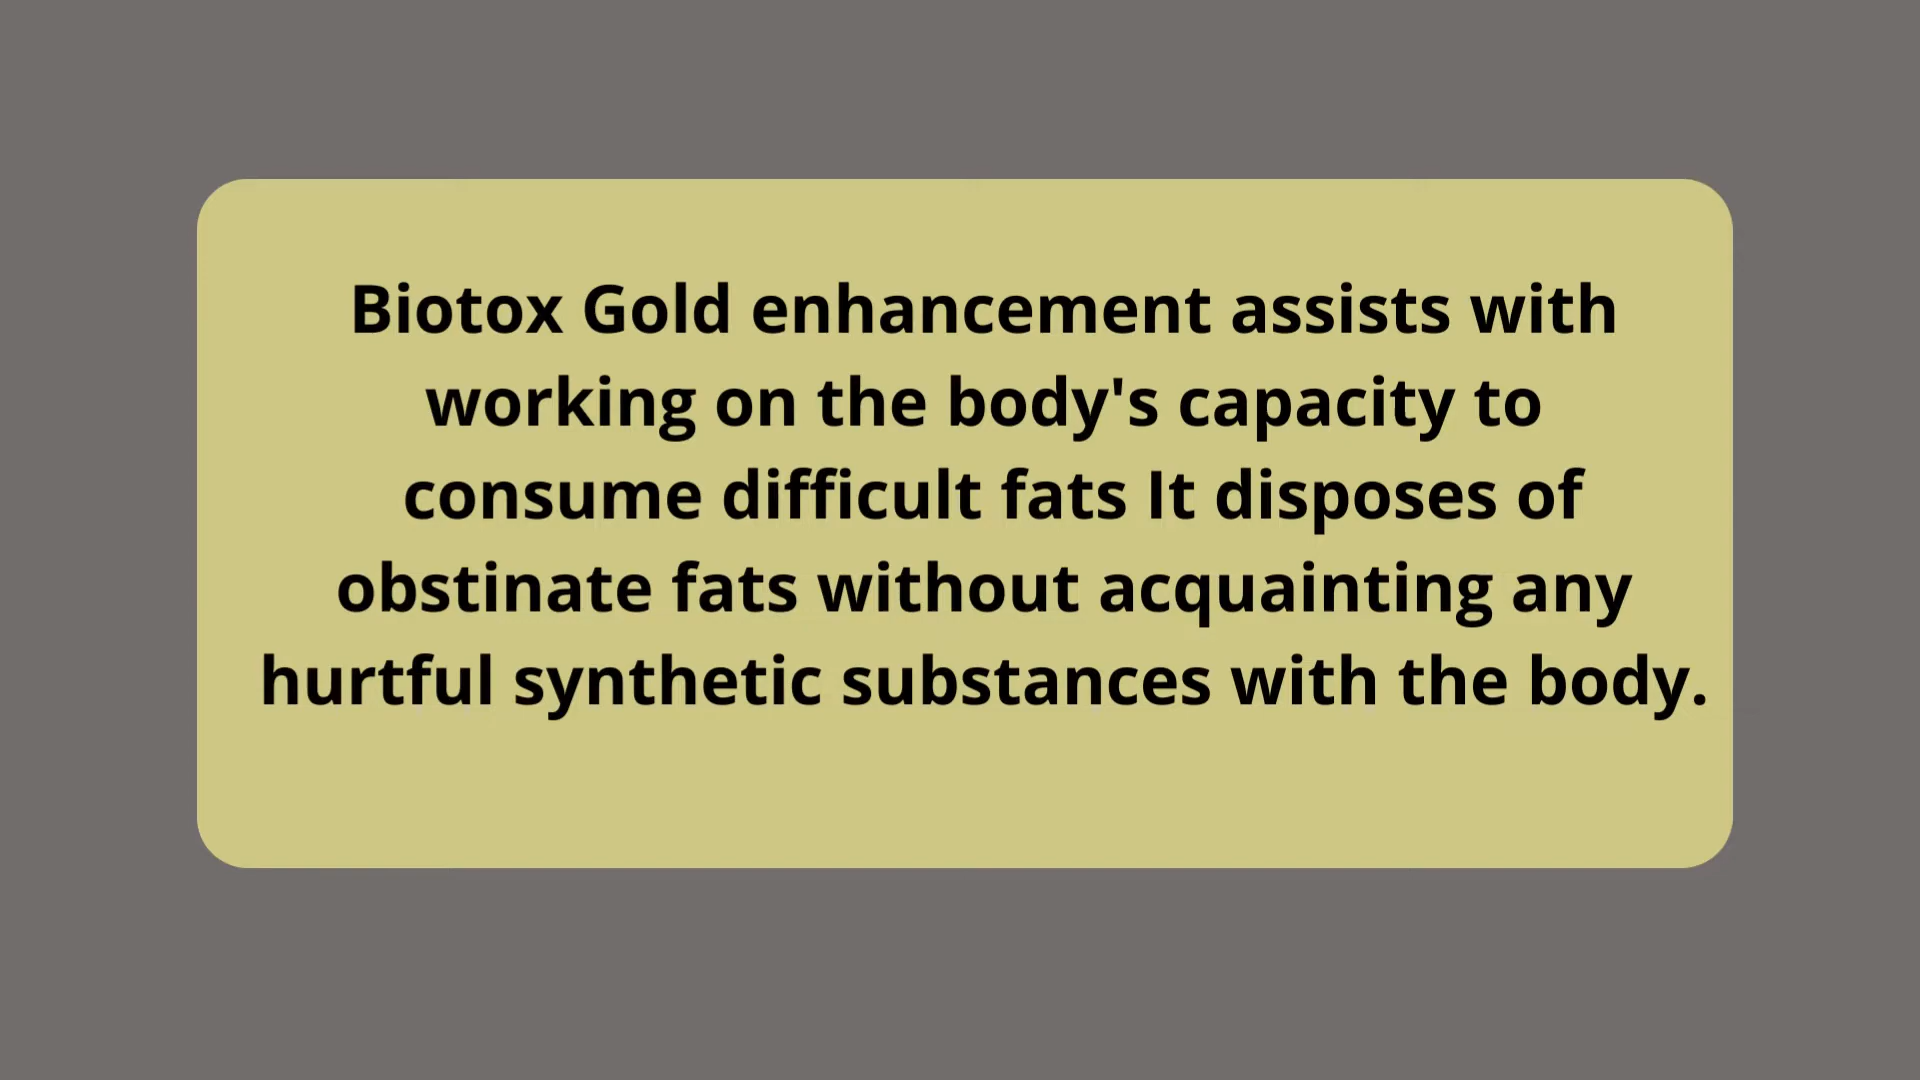 Biotox Gold enhancement assists with
working on the body's capacity to
consume difficult fats It disposes of
obstinate fats without acquainting any
hurtful synthetic substances with the body.